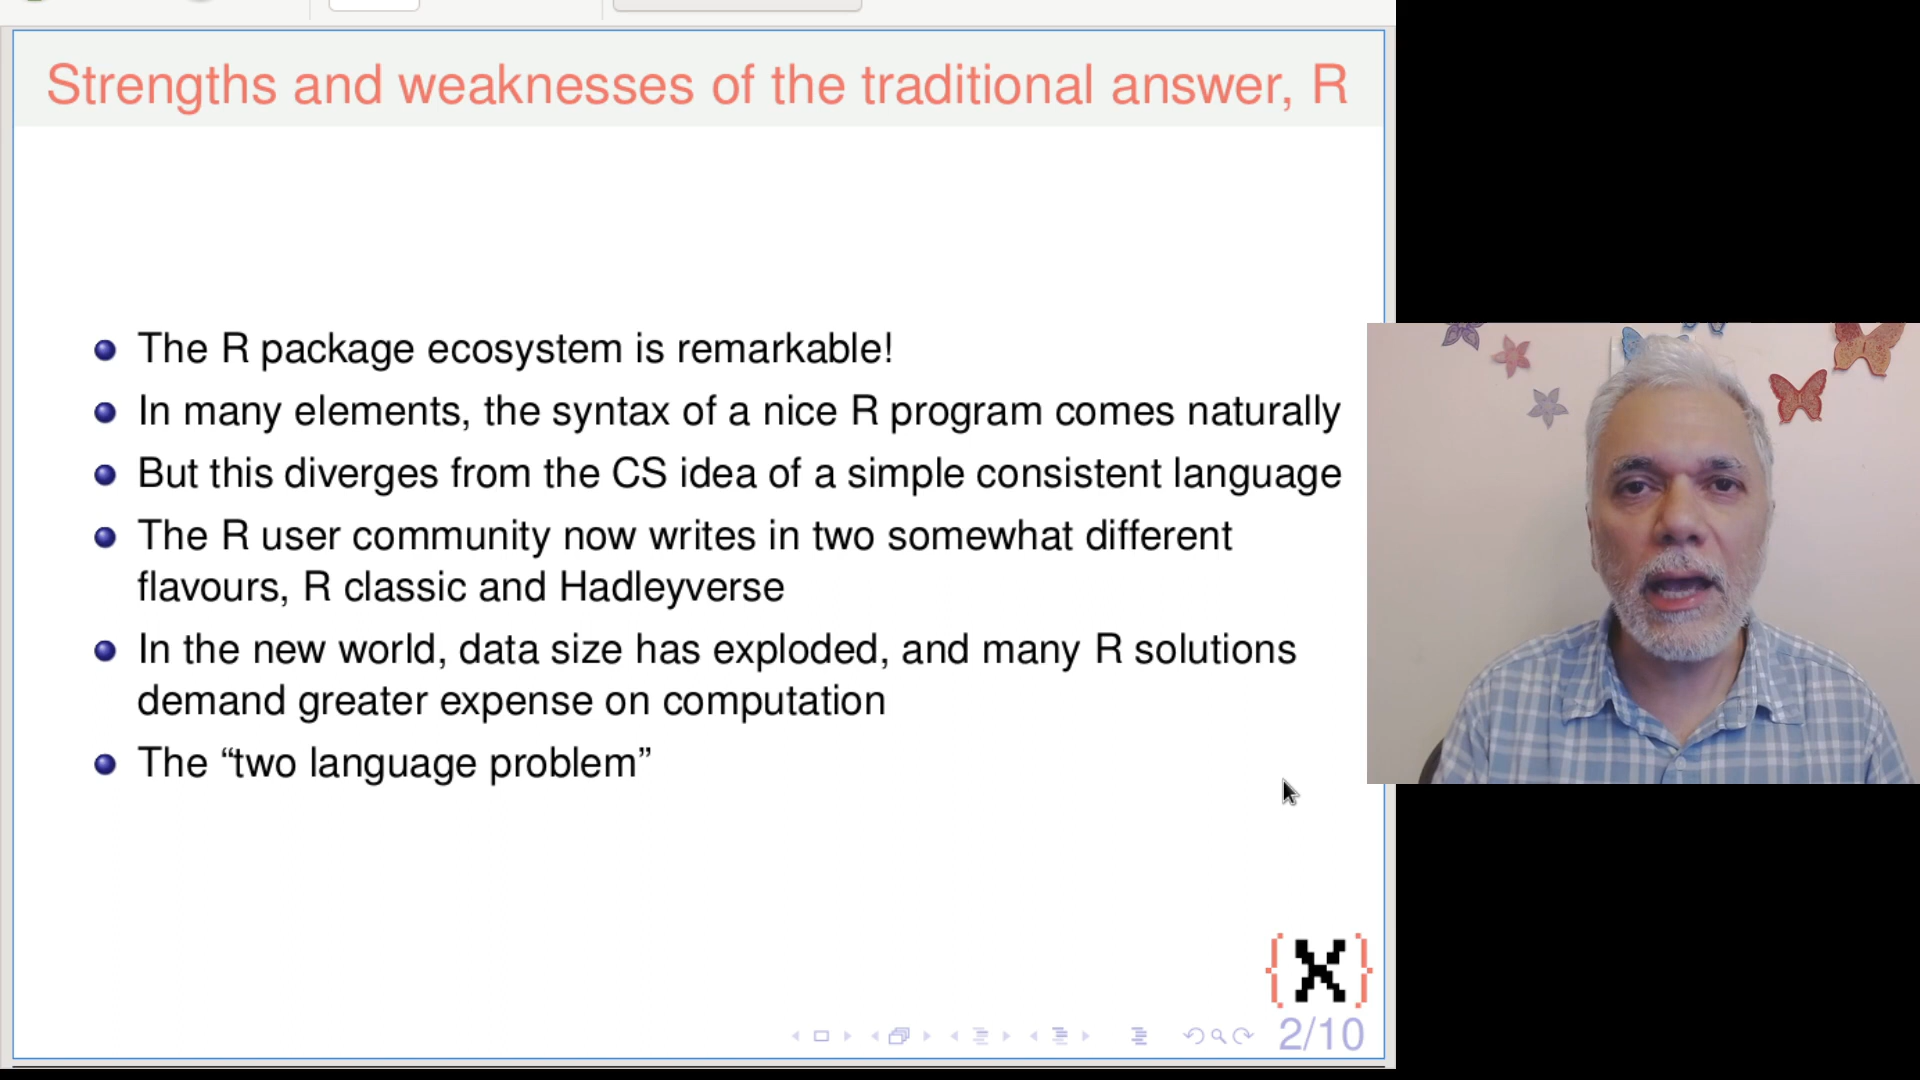 Strengths and weaknesses of the traditional answer, R
The R package ecosystem is remarkable!
In many elements, the syntax of a nice R program comes naturally
But this diverges from the CS idea of a simple consistent language
The R user community now writes in two somewhat different
flavours, R classic and Hadleyverse
In the new world, data size has exploded, and many R solutions
demand greater expense on computation
The “two language problem”
{X}
2/10